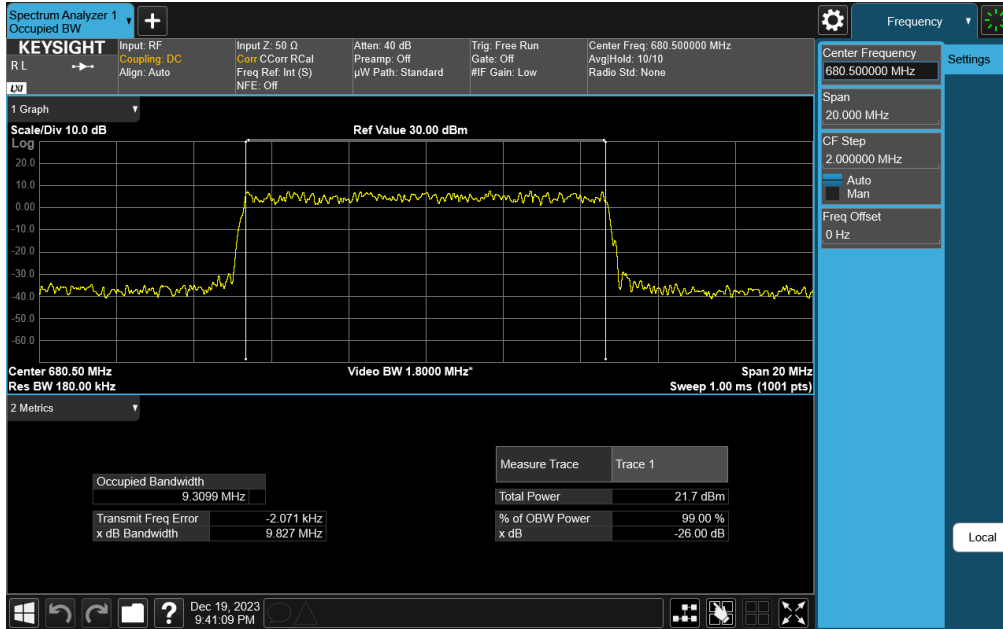 Spectrum Analyzer 1
Occupied BW
Frequency
KEYSIGHT
R L
LXI
Input: RF
Coupling: DC
Align: Auto
Input Z: 50 Ω
Corr CCorr RCal
Freq Ref: Int (S)
NFE: Off
Atten: 40 dB
Preamp: Off
µW Path: Standard
Trig: Free Run
Gate: Off
#IF Gain: Low
Center Freq: 680.500000 MHz
Avg|Hold: 10/10
Radio Std: None
Center Frequency
680.500000 MHz
Settings
Span
20.000 MHz
CF Step
2.000000 MHz
Auto
Man
Freq Offset
0 Hz
Local
1 Graph
Scale/Div 10.0 dB
Ref Value 30.00 dBm
Log
20.0
10.0
0.00
-10.0
-20.0
-30.0
-40.0
-50.0
-60.0
Center 680.50 MHz
Video BW 1.8000 MHz*
Span 20 MHz
Res BW 180.00 kHz
Sweep 1.00 ms (1001 pts)
2 Metrics
Occupied Bandwidth
9.3099 MHz
Transmit Freq Error -2.071 kHz
x dB Bandwidth 9.827 MHz
Measure Trace Trace 1
Total Power 21.7 dBm
% of OBW Power 99.00 %
x dB -26.00 dB
?
Dec 19, 2023
9:41:09 PM